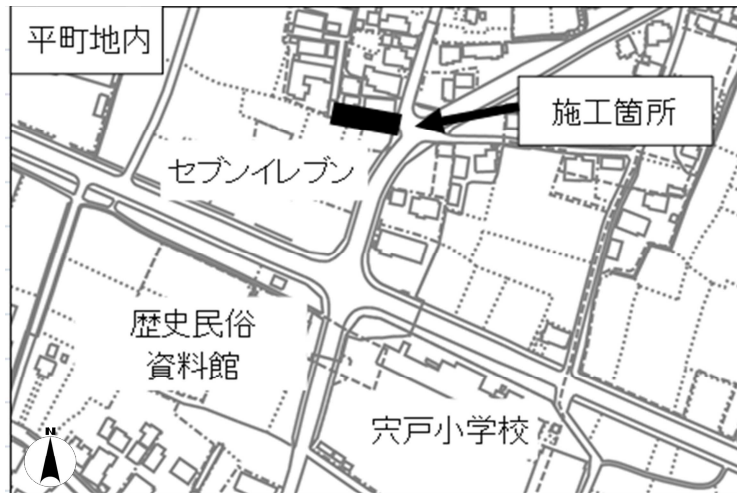 平町地内
施工箇所
セブンイレブン
歴史民俗
資料館
宍戸小学校
N